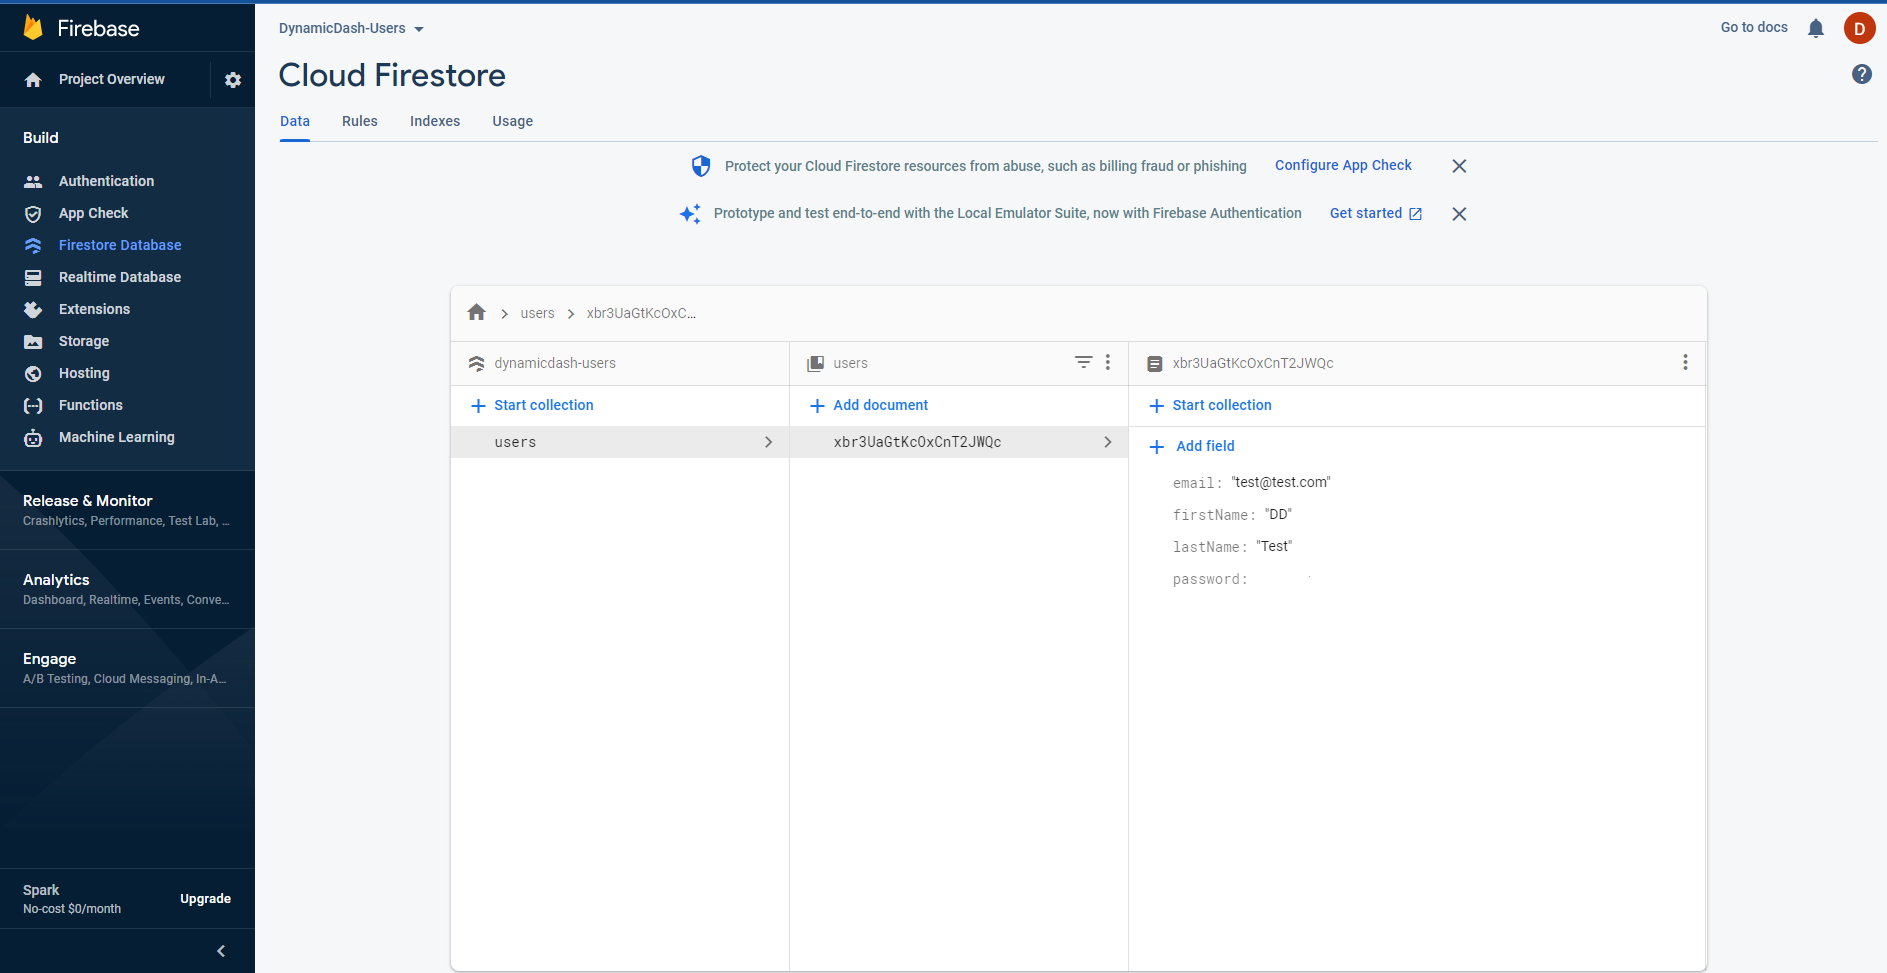 Firebase
Project Overview
Build
Authentication
App Check
Firestore Database
Realtime Database
Extensions
Storage
Hosting
Functions
Machine Learning
Release & Monitor
Crashlytics, Performance, Test Lab, ...
Analytics
Dashboard, Realtime, Events, Conve...
Engage
A/B Testing, Cloud Messaging, In-A...
Spark
No-cost $0/month
Upgrade
DynamicDash-Users
Go to docs
D
Cloud Firestore
Data Rules Indexes Usage
Protect your Cloud Firestore resources from abuse, such as billing fraud or phishing Configure App Check
Prototype and test end-to-end with the Local Emulator Suite, now with Firebase Authentication Get started
users xbr3UaGtKcOxC...
dynamicdash-users
Start collection
users
users
Add document
xbr3UaGtKcOxCnT2JWQc
xbr3UaGtKcOxCnT2JWQc
Start collection
Add field
email: "test@test.com"
firstName: "DD"
lastName: "Test"
password: